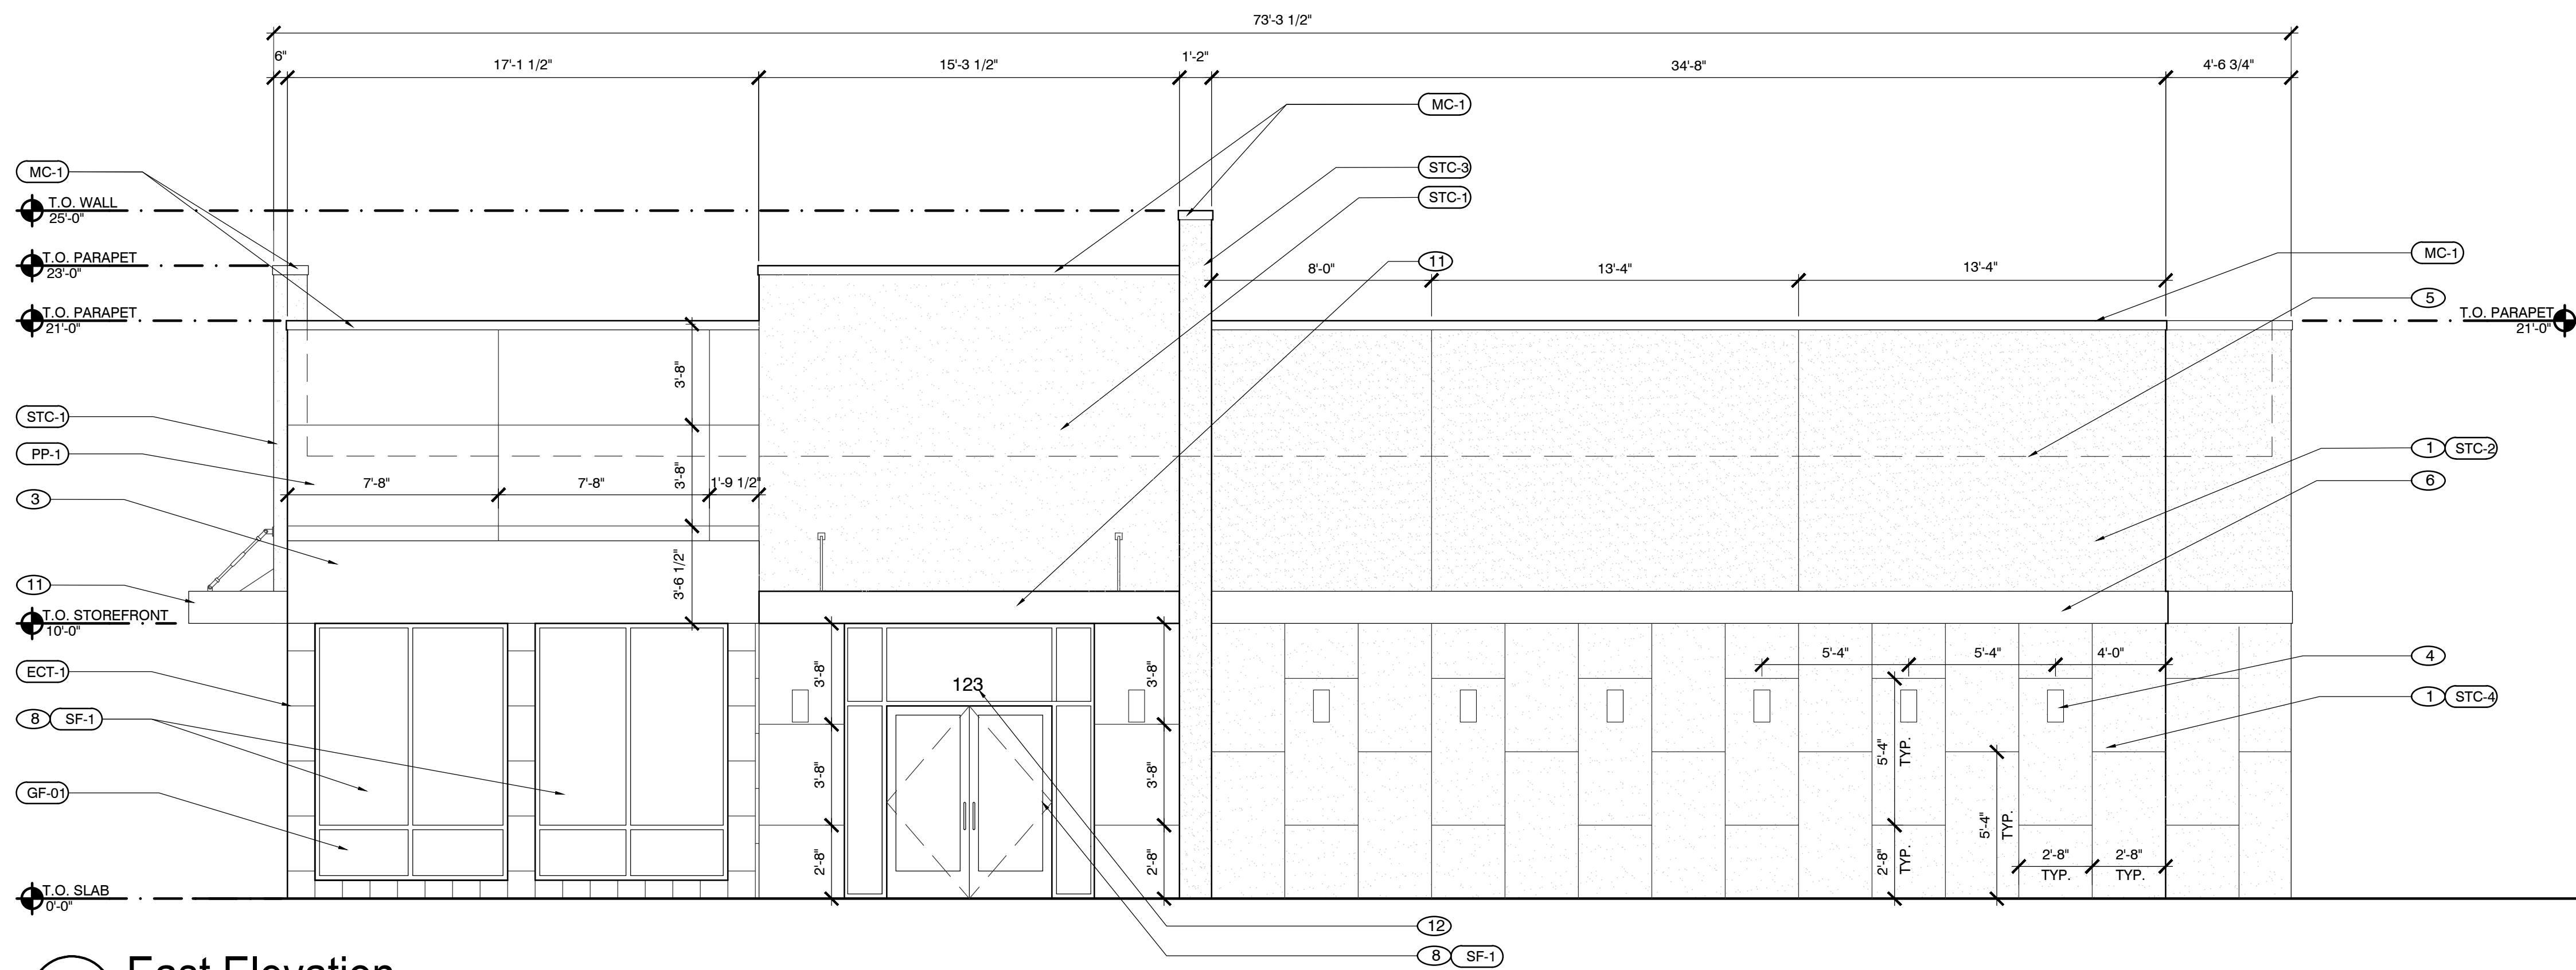 73'-3 1/2"
6"
17'-1 1/2"
15'-3 1/2"
1'-2"
34'-8"
4'-6 3/4"
MC-1
STC-3
STC-1
11
MC-1
T.O. WALL
25'-0"
T.O. PARAPET
23'-0"
T.O. PARAPET
21'-0"
STC-1
PP-1
3
11
T.O. STOREFRONT
10'-0"
ECT-1
8 SF-1
GF-01
T.O. SLAB
0'-0"
3'-8"
3'-8"
3'-6 1/2"
7'-8"
7'-8"
1'-9 1/2"
8'-0"
13'-4"
13'-4"
MC-1
5
T.O. PARAPET
21'-0"
1 STC-2
6
4
1 STC-4
3'-8"
3'-8"
2'-8"
123
3'-8"
3'-8"
2'-8"
5'-4"
5'-4"
4'-0"
5'-4"
TYP.
2'-8"
TYP.
5'-4"
TYP.
2'-8"
TYP.
2'-8"
TYP.
12
8 SF-1
East Elevation